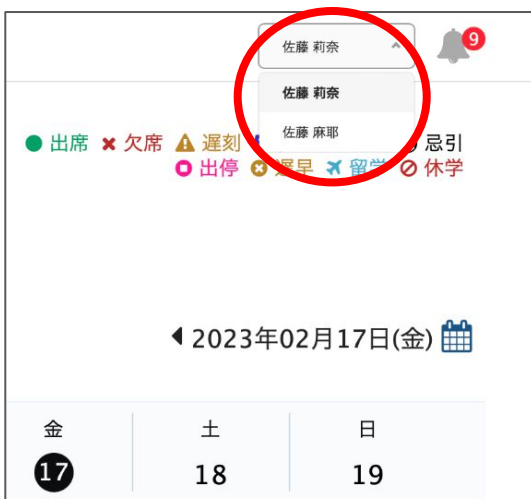 佐藤 莉奈
9
佐藤 莉奈
佐藤 麻耶
出席 欠席 遅刻 忌引
出停 遅早 留学 休学
2023年02月17日(金)
金 土 日
17 18 19